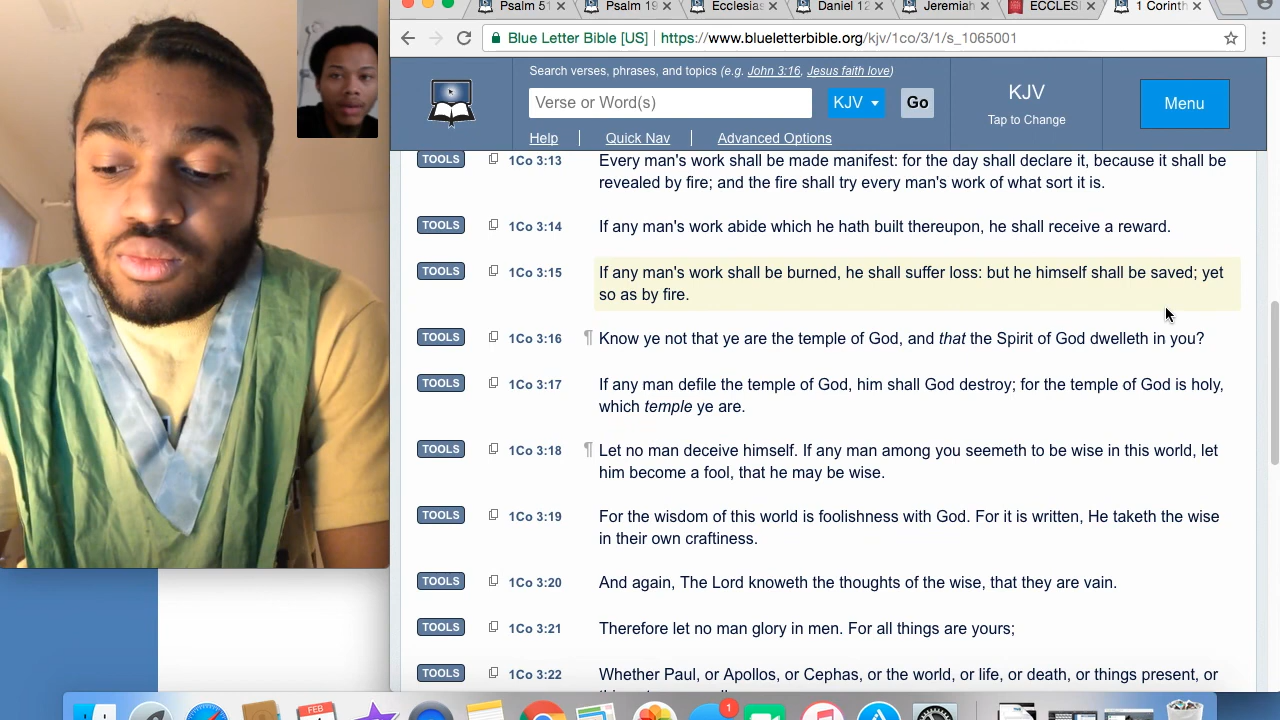 Psalm 51
Psalm 19
Ecclesias
Daniel 12
Jeremiah
ECCLESI
1 Corinth
Blue Letter Bible [US] https://www.blueletterbible.org/kjv/1co/3/1/s_1065001
Search verses, phrases, and topics (e.g. John 3:16, Jesus faith love)
Verse or Word(s) KJV Go
Help Quick Nav Advanced Options
KJV
Tap to Change
Menu
TOOLS 1Co 3:13 Every man's work shall be made manifest: for the day shall declare it, because it shall be
revealed by fire; and the fire shall try every man's work of what sort it is.
TOOLS 1Co 3:14 If any man's work abide which he hath built thereupon, he shall receive a reward.
TOOLS 1Co 3:15 If any man's work shall be burned, he shall suffer loss: but he himself shall be saved; yet
so as by fire.
TOOLS 1Co 3:16 ¶ Know ye not that ye are the temple of God, and that the Spirit of God dwelleth in you?
TOOLS 1Co 3:17 If any man defile the temple of God, him shall God destroy; for the temple of God is holy,
which temple ye are.
TOOLS 1Co 3:18 ¶ Let no man deceive himself. If any man among you seemeth to be wise in this world, let
him become a fool, that he may be wise.
TOOLS 1Co 3:19 For the wisdom of this world is foolishness with God. For it is written, He taketh the wise
in their own craftiness.
TOOLS 1Co 3:20 And again, The Lord knoweth the thoughts of the wise, that they are vain.
TOOLS 1Co 3:21 Therefore let no man glory in men. For all things are yours;
TOOLS 1Co 3:22 Whether Paul, or Apollos, or Cephas, or the world, or life, or death, or things present, or
FEB
1